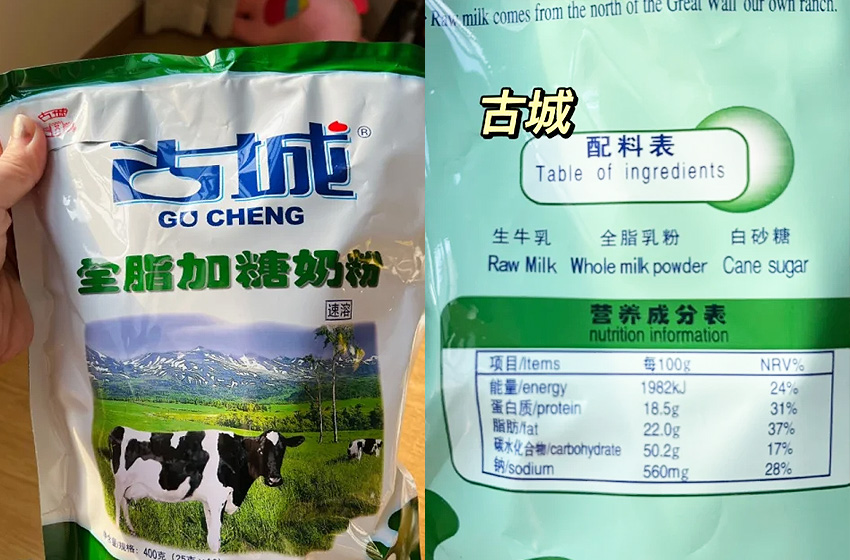 古城®
GU CHENG
全脂加糖奶粉
速溶
规格：400克（25克×
Raw milk comes from the north of the Great Wall our own ranch.
古城
配料表
Table of ingredients
生牛乳 全脂乳粉 白砂糖
Raw Milk Whole milk powder Cane sugar
营养成分表
nutrition information
项目/Items 每100g NRV%
能量/energy 1982kJ 24%
蛋白质/protein 18.5g 31%
脂肪/fat 22.0g 37%
碳水化合物/carbohydrate 50.2g 17%
钠/sodium 560mg 28%